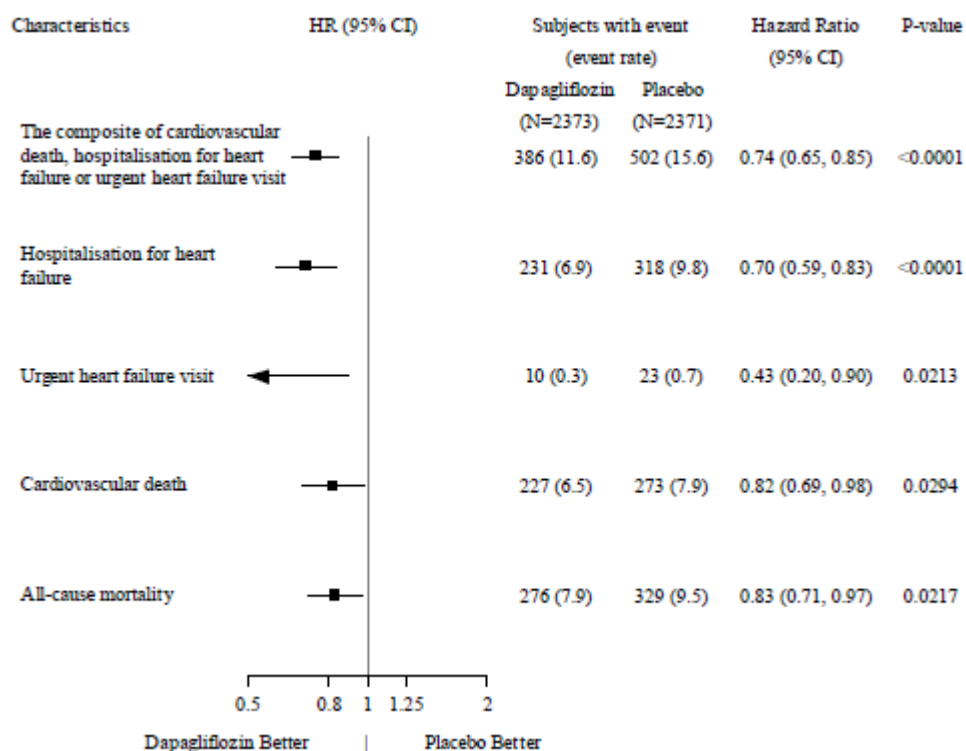 Characteristics HR (95% CI) Subjects with event Hazard Ratio P-value
(event rate) (95% CI)
Dapagliflozin Placebo
(N=2373) (N=2371)
The composite of cardiovascular
death, hospitalisation for heart 386 (11.6) 502 (15.6) 0.74 (0.65, 0.85) <0.0001
failure or urgent heart failure visit
Hospitalisation for heart
failure 231 (6.9) 318 (9.8) 0.70 (0.59, 0.83) <0.0001
Urgent heart failure visit 10 (0.3) 23 (0.7) 0.43 (0.20, 0.90) 0.0213
Cardiovascular death 227 (6.5) 273 (7.9) 0.82 (0.69, 0.98) 0.0294
All-cause mortality 276 (7.9) 329 (9.5) 0.83 (0.71, 0.97) 0.0217
0.5 0.8 1 1.25 2
Dapagliflozin Better | Placebo Better